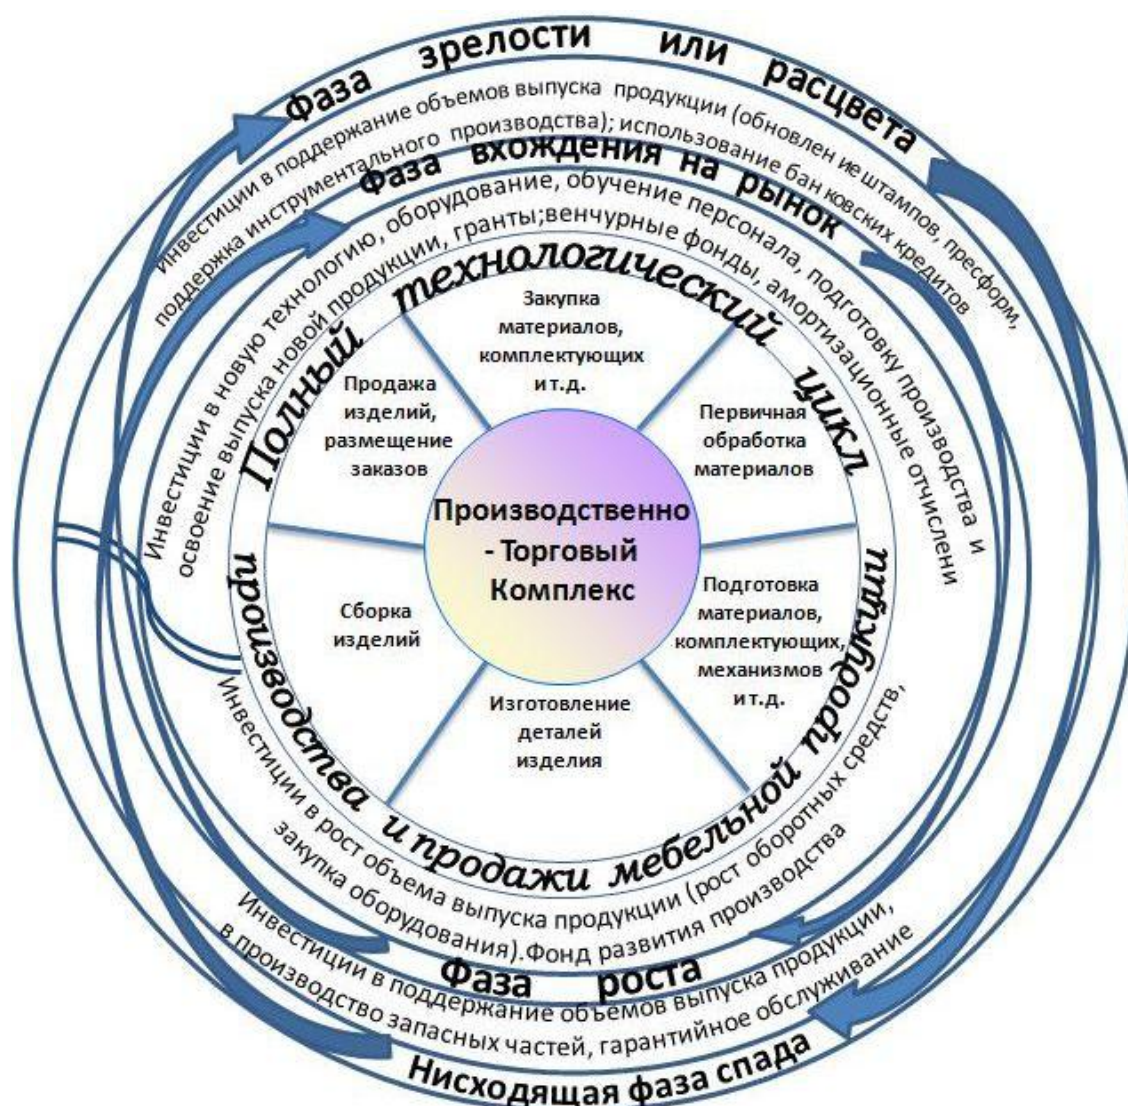 Фаза зрелости или расцвета
Инвестиции в поддержание объемов выпуска продукции (обновлен ие штампов, пресформ,
поддержка инструментального производства); использование банковских кредитов
Фаза вхождения на рынок
Инвестиции в новую технологию, оборудование, обучение персонала, подготовку производства и
освоение выпуска новой продукции, гранты;венчурные фонды, амортизационные отчислени
Полный технологический цикл
производства и продажи мебельной продукции
Закупка
материалов,
комплектующих
и т.д.
Первичная
обработка
материалов
Подготовка
материалов,
комплектующих,
механизмов
и т.д.
Изготовление
деталей
изделия
Сборка
изделий
Продажа
изделий,
размещение
заказов
Производственно
- Торговый
Комплекс
Инвестиции в рост объема выпуска продукции (рост оборотных средств,
закупка оборудования).Фонд развития производства
Фаза роста
Инвестиции в поддержание объемов выпуска продукции,
в производство запасных частей, гарантийное обслуживание
Нисходящая фаза спада